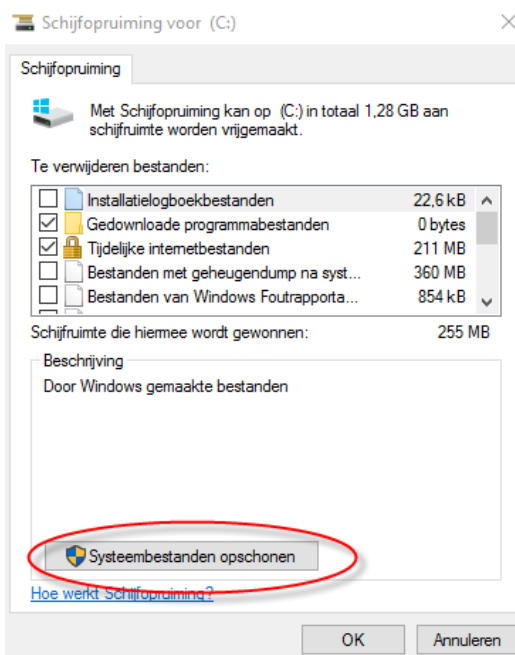 Schijfopruiming voor (C:)
Schijfopruiming
Met Schijfopruiming kan op (C:) in totaal 1,28 GB aan
schijfruimte worden vrijgemaakt.
Te verwijderen bestanden:
Installatielogboekbestanden 22,6 kB
Gedownloade programmabestanden 0 bytes
Tijdelijke internetbestanden 211 MB
Bestanden met geheugendump na syst... 360 MB
Bestanden van Windows Foutrapporta... 854 kB
Schijfruimte die hiermee wordt gewonnen: 255 MB
Beschrijving
Door Windows gemaakte bestanden
Systeembestanden opschonen
Hoe werkt Schijfopruiming?
OK Annuleren